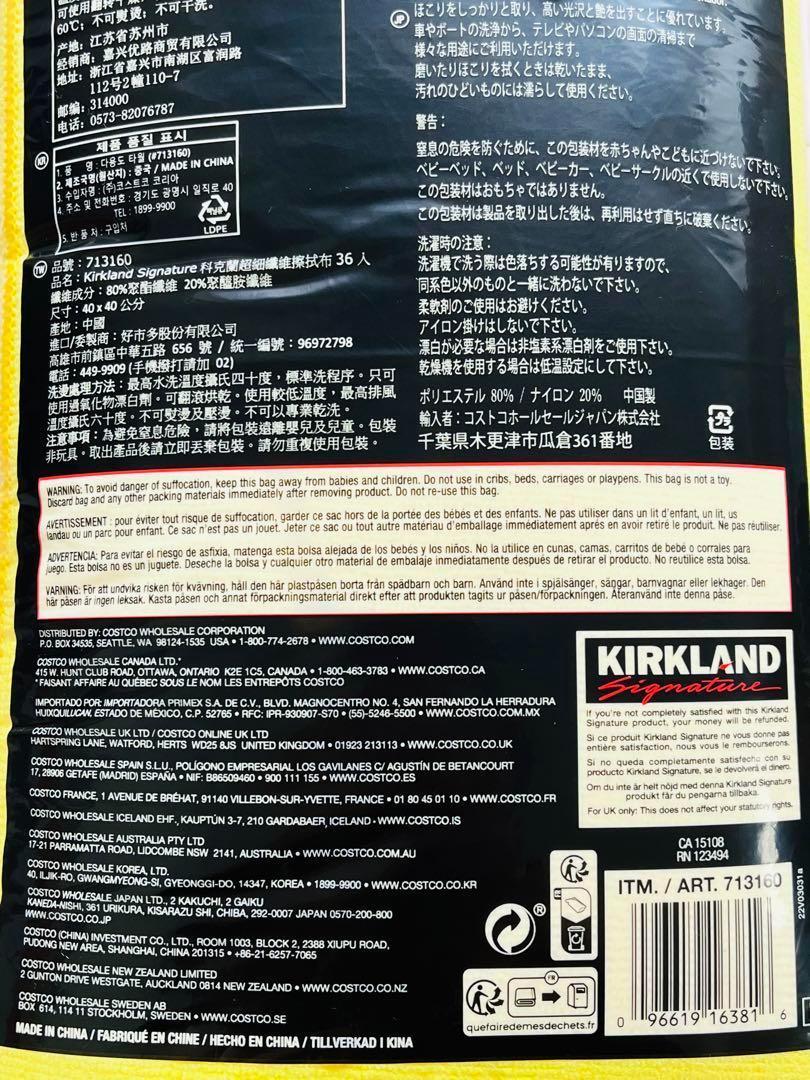 可使用翻转干燥
60℃; 不可熨烫; 不可干洗。
产地: 江苏省苏州市
经销商: 嘉兴优路商贸有限公司
地址: 浙江省嘉兴市南湖区富润路
112号2幢110-7
邮编: 314000
电话: 0573-82076787
KR
제품 품질 표시
1. 품 명 : 다용도 타월 (#713160)
2. 제조국명(원산지) : 중국 / MADE IN CHINA
3. 수입자명 : (주)코스트코 코리아
4. 주소 및 전화번호 : 경기도 광명시 일직로 40
TEL : 1899-9900
5. 반 품 처 : 구입처
비닐류
LDPE
TW
品號：713160
品名：Kirkland Signature 科克蘭超細纖維擦拭布 36 入
纖維成分：80%聚酯纖維 20%聚醯胺纖維
尺寸：40 x 40 公分
產地：中國
進口/委製商：好市多股份有限公司
高雄市前鎮區中華五路 656 號 / 統一編號：96972798
電話：449-9909 (手機撥打請加 02)
洗燙處理方法：最高水洗溫度攝氏四十度，標準洗程序。只可
使用過氧化物漂白劑。可翻滾烘乾。使用較低溫度，最高排風
溫度攝氏六十度。不可熨燙及壓燙。不可以專業乾洗。
注意事項：為避免窒息危險，請將包裝遠離嬰兒及兒童。包裝
非玩具。取出產品後請立即丟棄包裝。請勿重複使用包裝。
JP
ほこりをしっかりと取り、高い光沢と艶を出すことに優れています。
車やボートの洗浄から、テレビやパソコンの画面の清掃まで
様々な用途にご利用いただけます。
磨いたりほこりを拭くときは乾いたまま、
汚れのひどいものには濡らして使用ください。
警告：
窒息の危険を防ぐために、この包装材を赤ちゃんやこどもに近づけないで下さい。
ベビーベッド、ベッド、ベビーカー、ベビーサークルの近くで使用しないで下さい。
この包装材はおもちゃではありません。
この包装材は製品を取り出した後は、再利用はせず直ちに破棄ください。
洗濯時の注意：
洗濯機で洗う際は色落ちする可能性が有りますので、
同系色以外のものと一緒に洗わないで下さい。
柔軟剤のご使用はお避けください。
アイロン掛けはしないで下さい。
漂白が必要な場合は非塩素系漂白剤をご使用下さい。
乾燥機を使用する場合は低温設定にして下さい。
ポリエステル 80% / ナイロン 20% 中国製
輸入者：コストコホールセールジャパン株式会社
千葉県木更津市瓜倉361番地
プラ
包装
WARNING: To avoid danger of suffocation, keep this bag away from babies and children. Do not use in cribs, beds, carriages or playpens. This bag is not a toy.
Discard bag and any other packing materials immediately after removing product. Do not re-use this bag.
AVERTISSEMENT : pour éviter tout risque de suffocation, garder ce sac hors de la portée des bébés et des enfants. Ne pas utiliser dans un lit d'enfant, un lit, us
landau ou un parc pour enfant. Ce sac n'est pas un jouet. Jeter ce sac ou tout autre matériau d'emballage immédiatement après en avoir retiré le produit. Ne pas réutiliser.
ADVERTENCIA: Para evitar el riesgo de asfixia, matenga esta bolsa alejada de los bebés y los niños. No la utilice en cunas, camas, carritos de bebé o corrales para
juego. Esta bolsa no es un juguete. Deseche la bolsa y cualquier otro material de embalaje inmediatamente después de retirar el producto. No reutilice esta bolsa.
VARNING: För att undvika risken för kvävning, håll den här plastpåsen borta från spädbarn och barn. Använd inte i spjälsänger, sängar, barnvagnar eller lekhager. Den
här påsen är ingen leksak. Kasta påsen och annat förpackningsmaterial direkt efter att produkten tagits ur påsen/förpackningen. Återanvänd inte denna påse.
DISTRIBUTED BY: COSTCO WHOLESALE CORPORATION
P.O. BOX 34535, SEATTLE, WA 98124-1535 USA • 1-800-774-2678 • WWW.COSTCO.COM
COSTCO WHOLESALE CANADA LTD.*
415 W. HUNT CLUB ROAD, OTTAWA, ONTARIO K2E 1C5, CANADA • 1-800-463-3783 • WWW.COSTCO.CA
*FAISANT AFFAIRE AU QUÉBEC SOUS LE NOM LES ENTREPÔTS COSTCO
IMPORTADO POR: IMPORTADORA PRIMEX S.A. DE C.V., BLVD. MAGNOCENTRO NO. 4, SAN FERNANDO LA HERRADURA
HUIXQUILUCAN, ESTADO DE MÉXICO, C.P. 52765 • RFC: IPR-930907-S70 • (55)-5246-5500 • WWW.COSTCO.COM.MX
COSTCO WHOLESALE UK LTD / COSTCO ONLINE UK LTD
HARTSPRING LANE, WATFORD, HERTS WD25 8JS UNITED KINGDOM • 01923 213113 • WWW.COSTCO.CO.UK
COSTCO WHOLESALE SPAIN S.L.U., POLÍGONO EMPRESARIAL LOS GAVILANES C/ AGUSTÍN DE BETANCOURT
17, 28906 GETAFE (MADRID) ESPAÑA • NIF: B86509460 • 900 111 155 • WWW.COSTCO.ES
COSTCO FRANCE, 1 AVENUE DE BRÉHAT, 91140 VILLEBON-SUR-YVETTE, FRANCE • 01 80 45 01 10 • WWW.COSTCO.FR
COSTCO WHOLESALE ICELAND EHF., KAUPTÚN 3-7, 210 GARDABAER, ICELAND • WWW.COSTCO.IS
COSTCO WHOLESALE AUSTRALIA PTY LTD
17-21 PARRAMATTA ROAD, LIDCOMBE NSW 2141, AUSTRALIA • WWW.COSTCO.COM.AU
COSTCO WHOLESALE KOREA, LTD.
40, ILJIK-RO, GWANGMYEONG-SI, GYEONGGI-DO, 14347, KOREA • 1899-9900 • WWW.COSTCO.CO.KR
COSTCO WHOLESALE JAPAN LTD., 2 KAKUCHI, 2 GAIKU
KANEDA-NISHI, 361 URIKURA, KISARAZU SHI, CHIBA, 292-0007 JAPAN 0570-200-800
WWW.COSTCO.CO.JP
COSTCO (CHINA) INVESTMENT CO., LTD., ROOM 1003, BLOCK 2, 2388 XIUPU ROAD,
PUDONG NEW AREA, SHANGHAI, CHINA 201315 • +86-21-6257-7065
COSTCO WHOLESALE NEW ZEALAND LIMITED
2 GUNTON DRIVE WESTGATE, AUCKLAND 0814 NEW ZEALAND • WWW.COSTCO.CO.NZ
COSTCO WHOLESALE SWEDEN AB
BOX 614, 114 11 STOCKHOLM, SWEDEN • WWW.COSTCO.SE
MADE IN CHINA / FABRIQUÉ EN CHINE / HECHO EN CHINA / TILLVERKAD I KINA
KIRKLAND
Signature
If you're not completely satisfied with this Kirkland
Signature product, your money will be refunded.
Si ce produit Kirkland Signature ne vous donne pas
entière satisfaction, nous vous le rembourserons.
Si no queda completamente satisfecho con su
producto Kirkland Signature, se le devolverá el dinero.
Om du inte är helt nöjd med denna Kirkland Signature
produkt får du pengarna tillbaka.
For UK only: This does not affect your statutory rights.
CA 15108
RN 123494
ITM. / ART. 713160
0 96619 16381 6
22V03031a
®
FR
quefairedemesdechets.fr